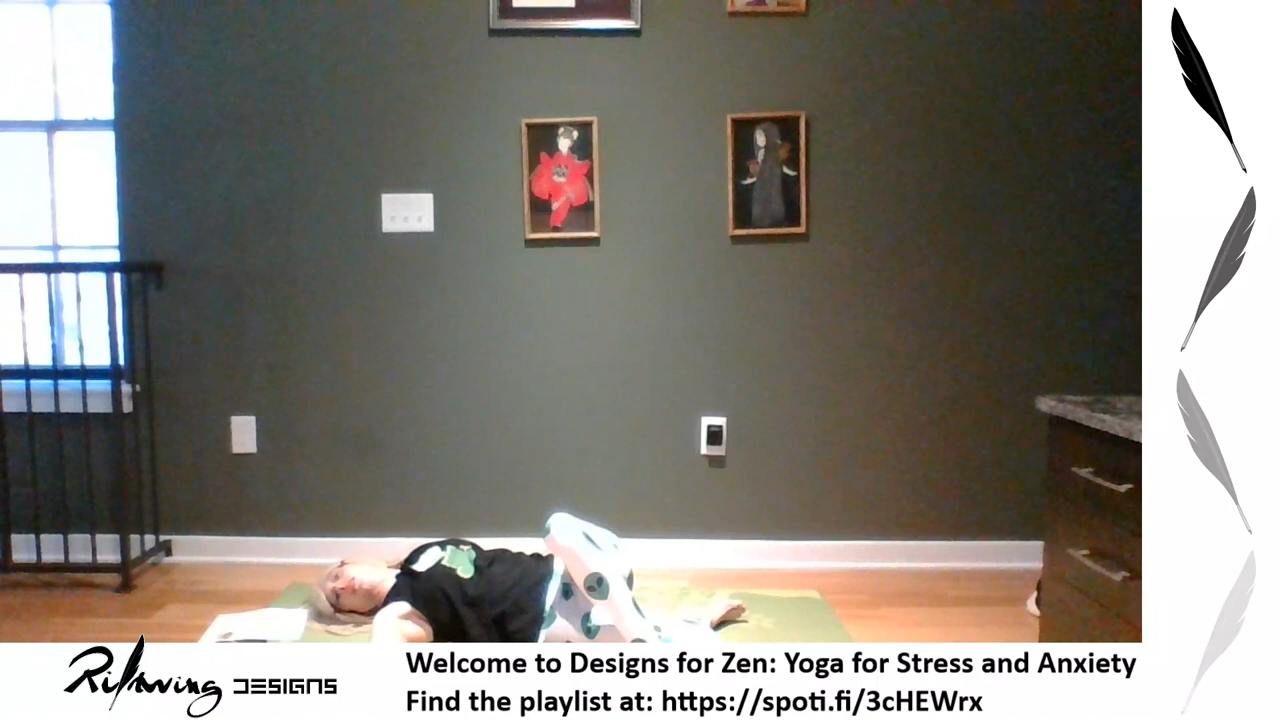 Welcome to Designs for Zen: Yoga for Stress and Anxiety
Find the playlist at: https://spoti.fi/3cHEWrx
DESIGNS